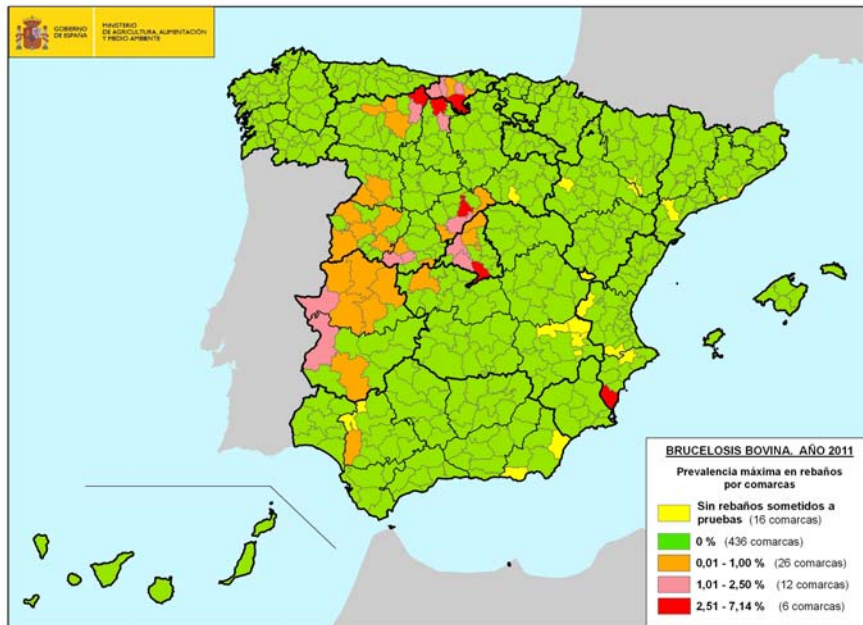 GOBIERNO
DE ESPAÑA
MINISTERIO
DE AGRICULTURA, ALIMENTACIÓN
Y MEDIO AMBIENTE
BRUCELOSIS BOVINA. AÑO 2011
Prevalencia máxima en rebaños
por comarcas
Sin rebaños sometidos a
pruebas (16 comarcas)
0 % (436 comarcas)
0,01 - 1,00 % (26 comarcas)
1,01 - 2,50 % (12 comarcas)
2,51 - 7,14 % (6 comarcas)